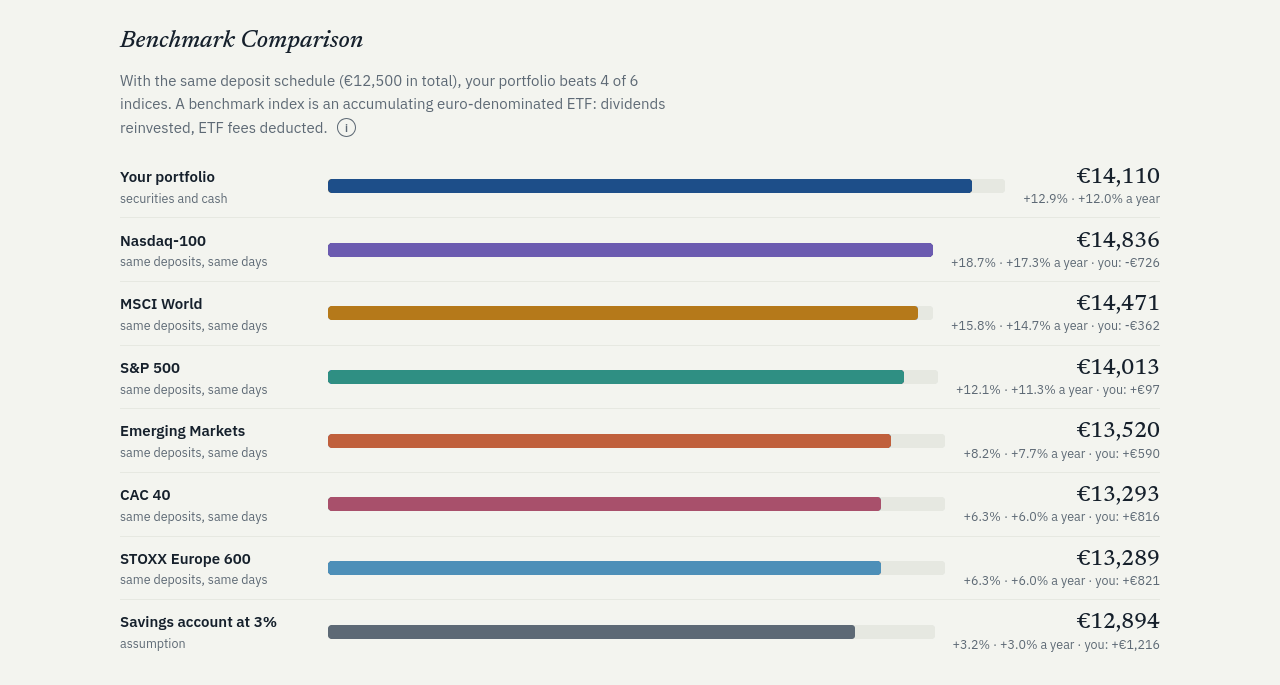 Benchmark Comparison
With the same deposit schedule (€12,500 in total), your portfolio beats 4 of 6
indices. A benchmark index is an accumulating euro-denominated ETF: dividends
reinvested, ETF fees deducted. i
Your portfolio
securities and cash
€14,110
+12.9% · +12.0% a year
Nasdaq-100
same deposits, same days
€14,836
+18.7% · +17.3% a year · you: -€726
MSCI World
same deposits, same days
€14,471
+15.8% · +14.7% a year · you: -€362
S&P 500
same deposits, same days
€14,013
+12.1% · +11.3% a year · you: +€97
Emerging Markets
same deposits, same days
€13,520
+8.2% · +7.7% a year · you: +€590
CAC 40
same deposits, same days
€13,293
+6.3% · +6.0% a year · you: +€816
STOXX Europe 600
same deposits, same days
€13,289
+6.3% · +6.0% a year · you: +€821
Savings account at 3%
assumption
€12,894
+3.2% · +3.0% a year · you: +€1,216